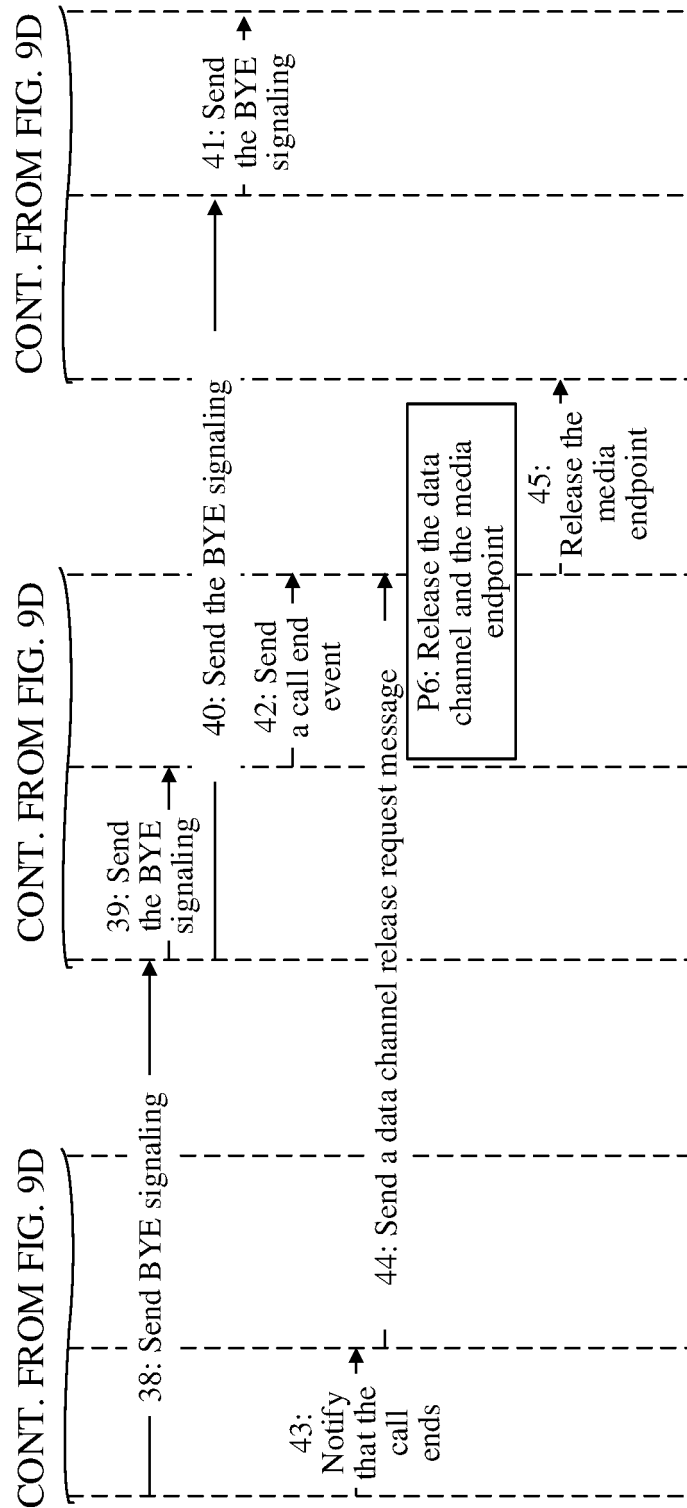 CONT. FROM FIG. 9D
CONT. FROM FIG. 9D
CONT. FROM FIG. 9D
38: Send BYE signaling
39: Send
the BYE
signaling
40: Send the BYE signaling
41: Send
the BYE
signaling
42: Send
a call end
event
43:
Notify
that the
call
ends
44: Send a data channel release request message
P6: Release the data
channel and the media
endpoint
45:
Release the
media
endpoint